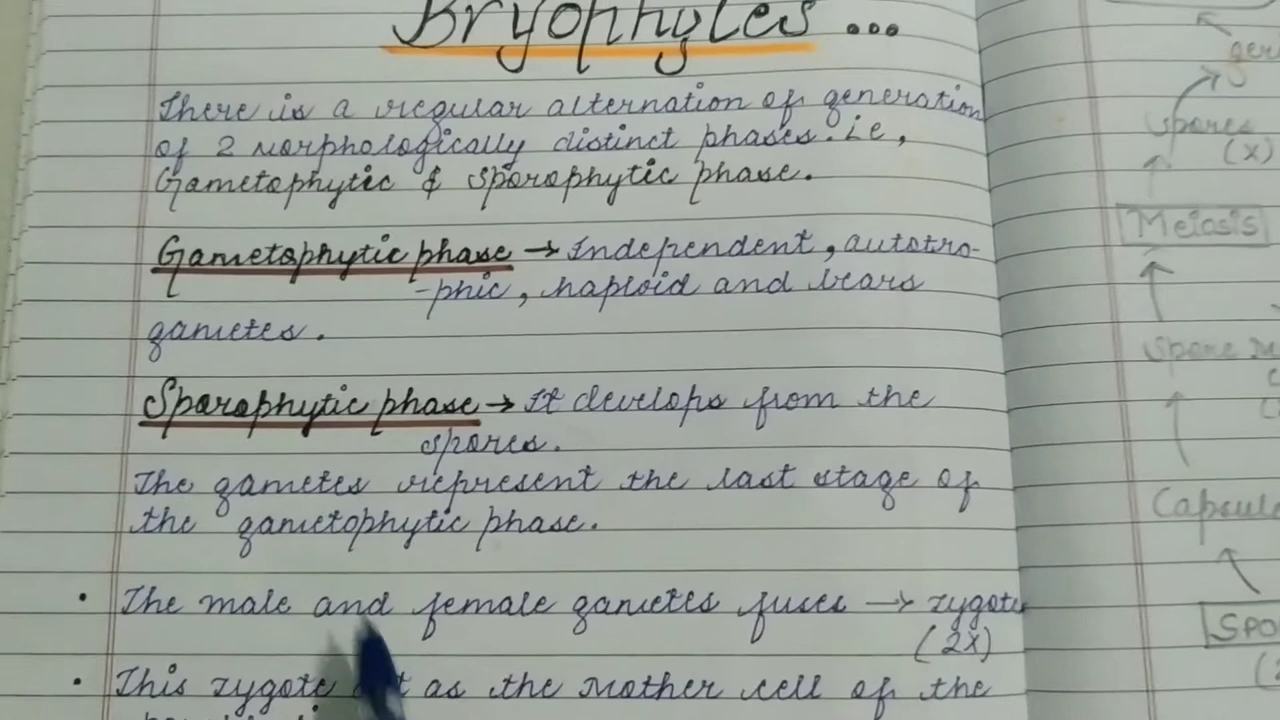 Bryophytes...
There is a regular alternation of generation
of 2 morphologically distinct phases. i.e,
Gametophytic & Sporophytic phase.
Gametophytic phase → Independent, autotro-
-phic, haploid and bears
gametes.
Sporophytic phase → It develops from the
spores.
The gametes represent the last stage of
the gametophytic phase.
• The male and female gametes fuses → zygote
(2x)
• This zygote as the mother cell of the
spores
(x)
Meiosis
Spore
Capsule